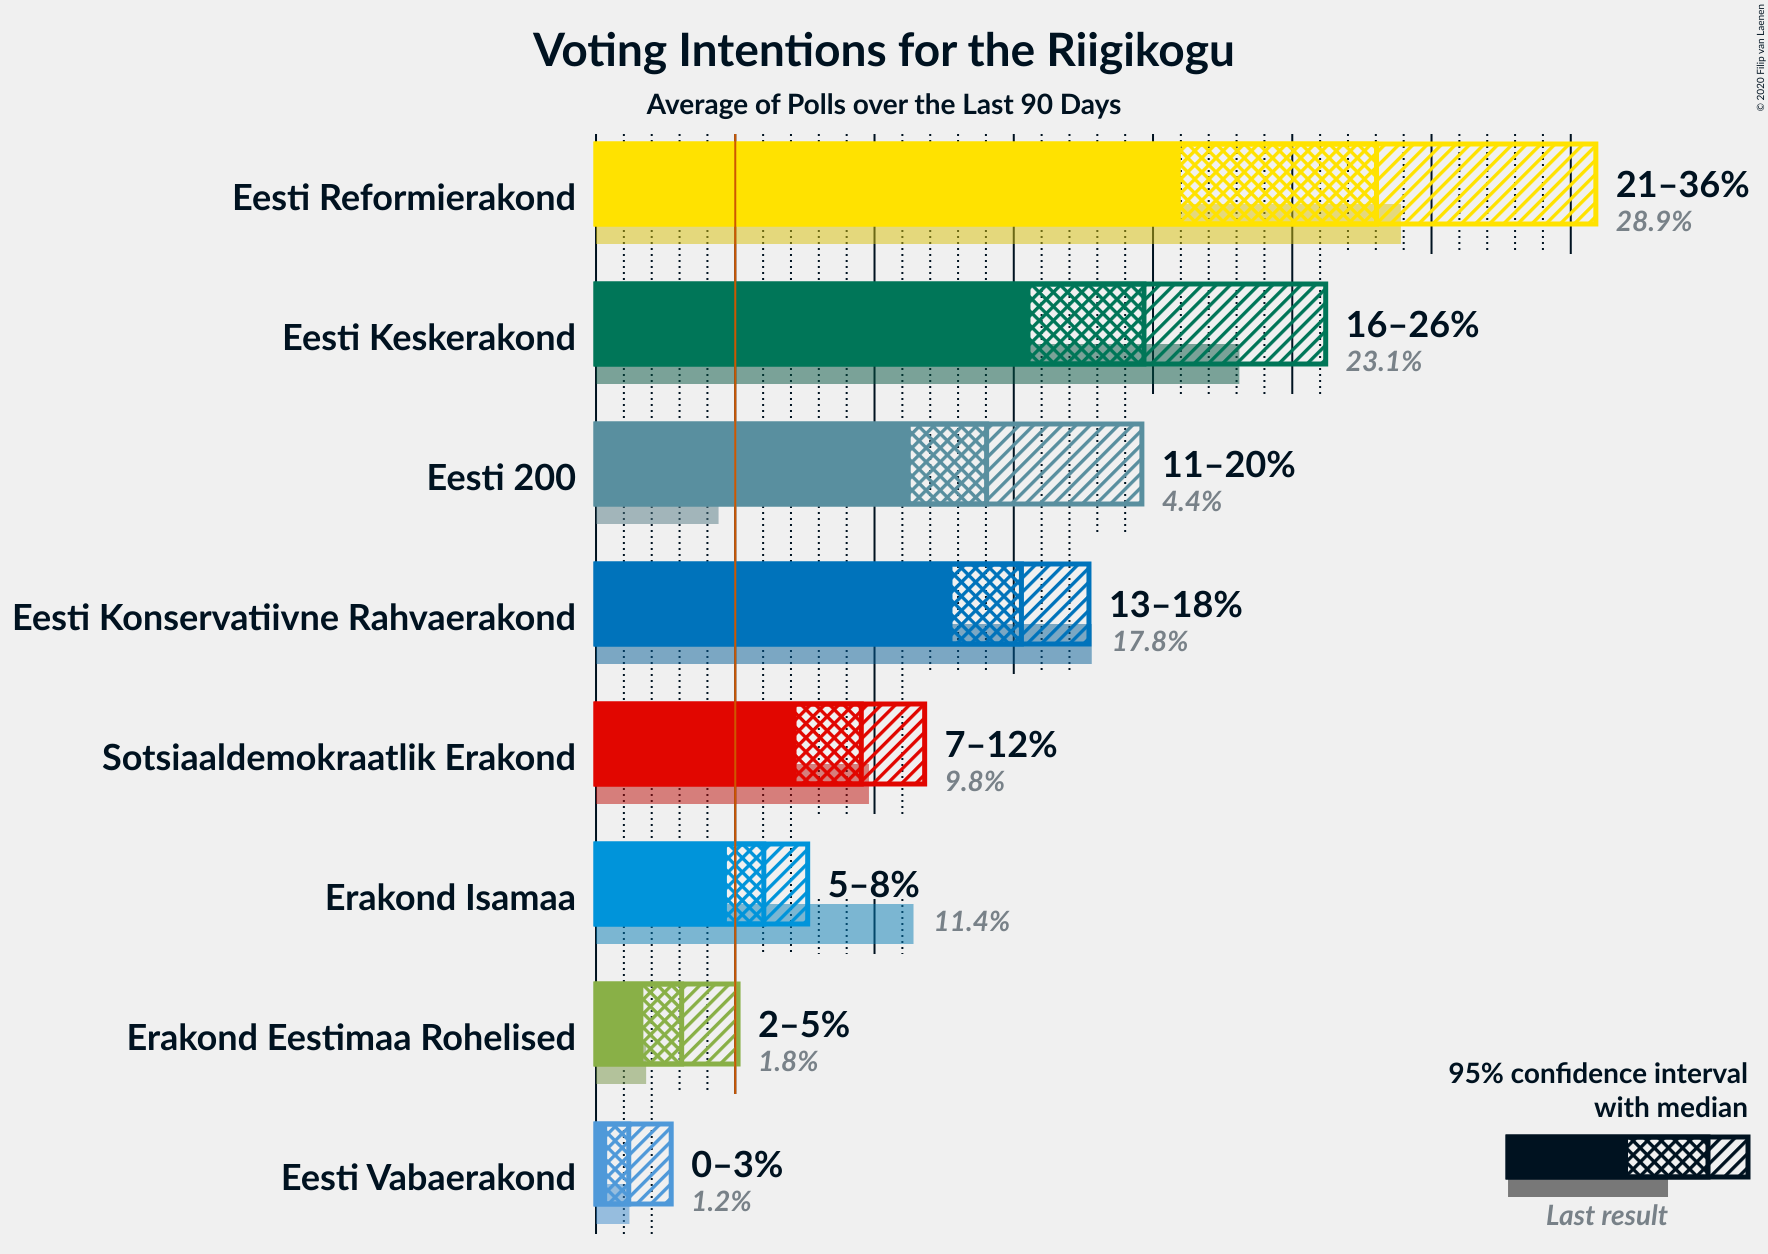 Voting Intentions for the Riigikogu
Average of Polls over the Last 90 Days
© 2020 Filip van Laenen
Eesti Reformierakond
21–36%
28.9%
Eesti Keskerakond
16–26%
23.1%
Eesti 200
11–20%
4.4%
Eesti Konservatiivne Rahvaerakond
13–18%
17.8%
Sotsiaaldemokraatlik Erakond
7–12%
9.8%
Erakond Isamaa
5–8%
11.4%
Erakond Eestimaa Rohelised
2–5%
1.8%
Eesti Vabaerakond
0–3%
1.2%
95% confidence interval
with median
Last result